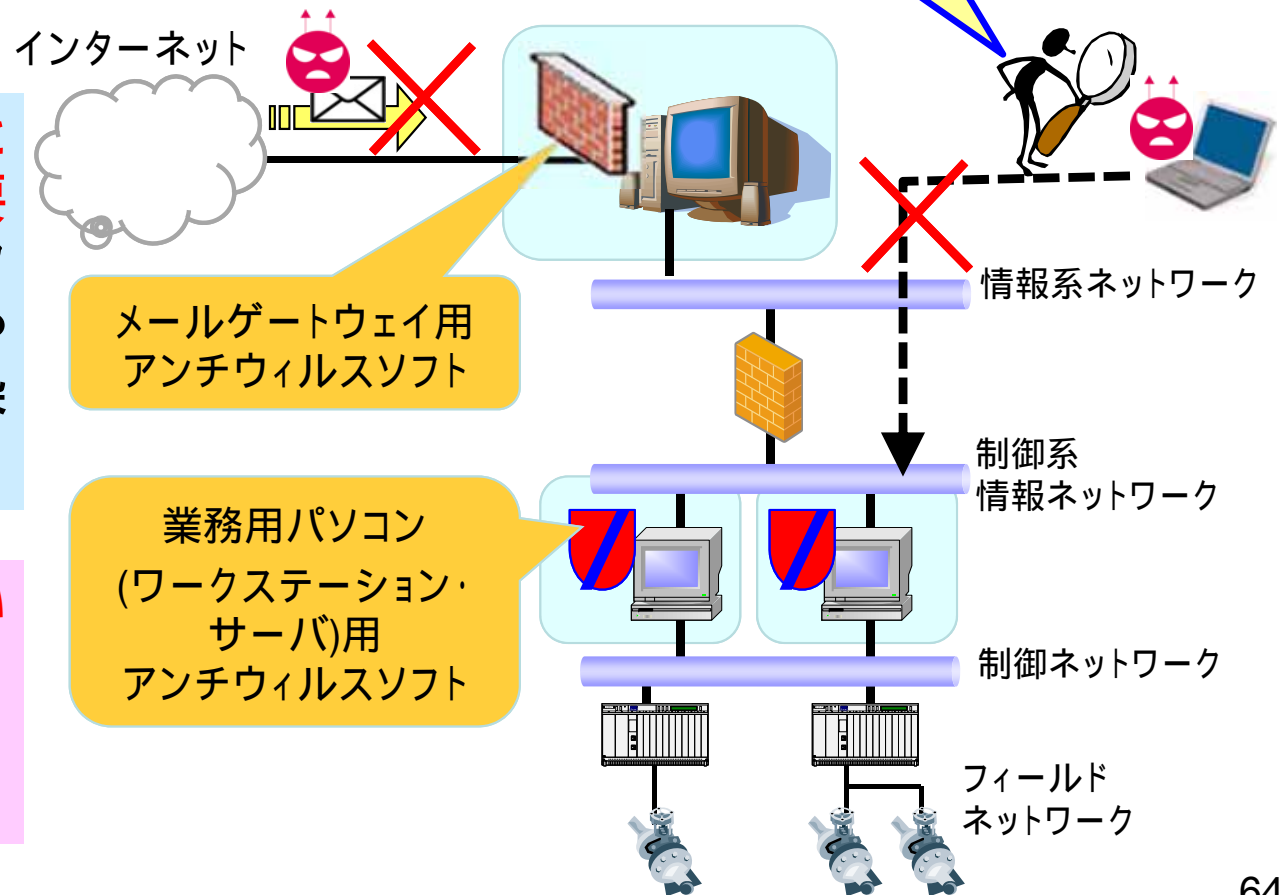 インターネット
メールゲートウェイ用
アンチウィルスソフト
情報系ネットワーク
制御系
情報ネットワーク
業務用パソコン
(ワークステーション・
サーバ)用
アンチウィルスソフト
制御ネットワーク
フィールド
ネットワーク
64